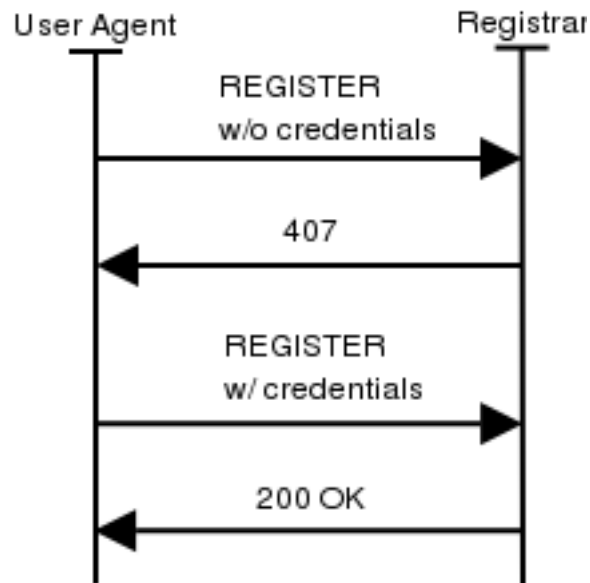 User Agent
Registrar
REGISTER
w/o credentials
407
REGISTER
w/ credentials
200 OK